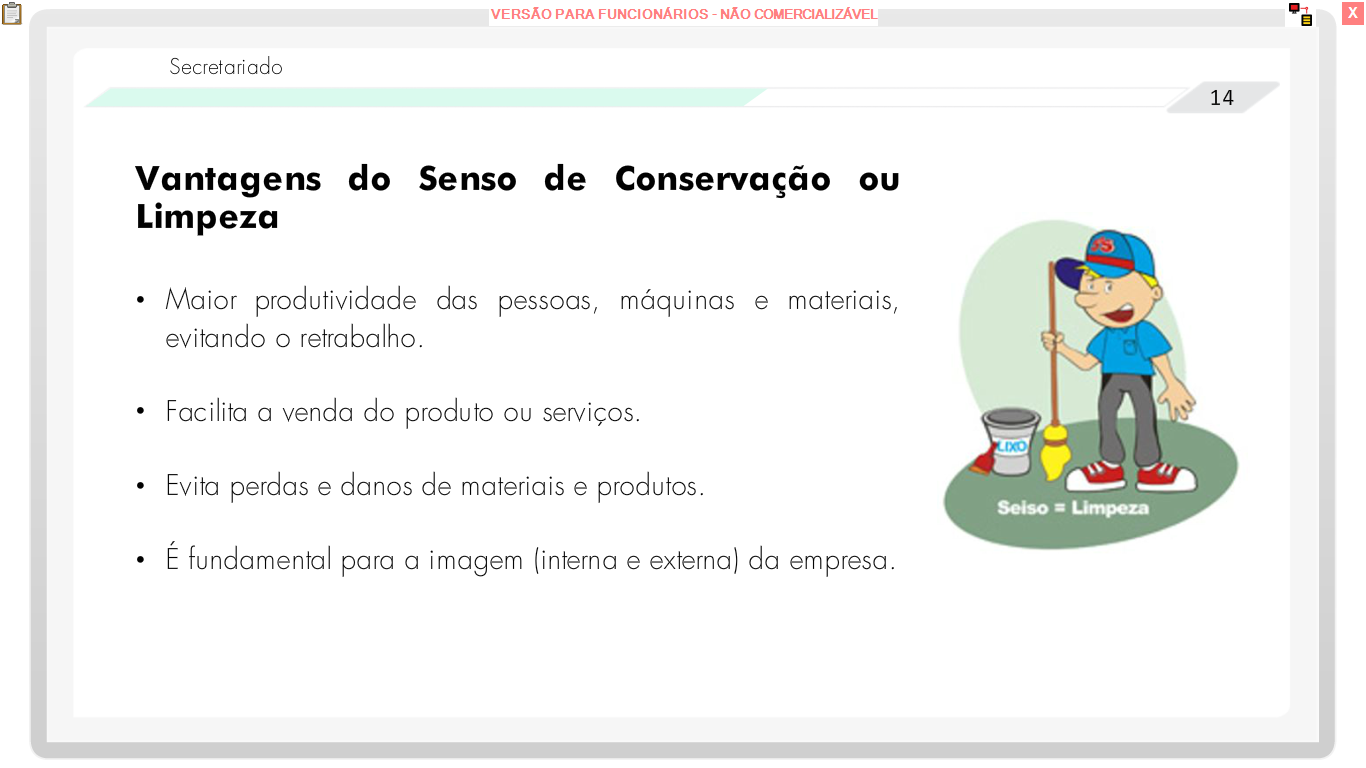 VERSÃO PARA FUNCIONÁRIOS - NÃO COMERCIALIZÁVEL
X
Secretariado
14
Vantagens do Senso de Conservação ou
Limpeza
• Maior produtividade das pessoas, máquinas e materiais,
evitando o retrabalho.
• Facilita a venda do produto ou serviços.
• Evita perdas e danos de materiais e produtos.
• É fundamental para a imagem (interna e externa) da empresa.
LIXO
Seiso = Limpeza